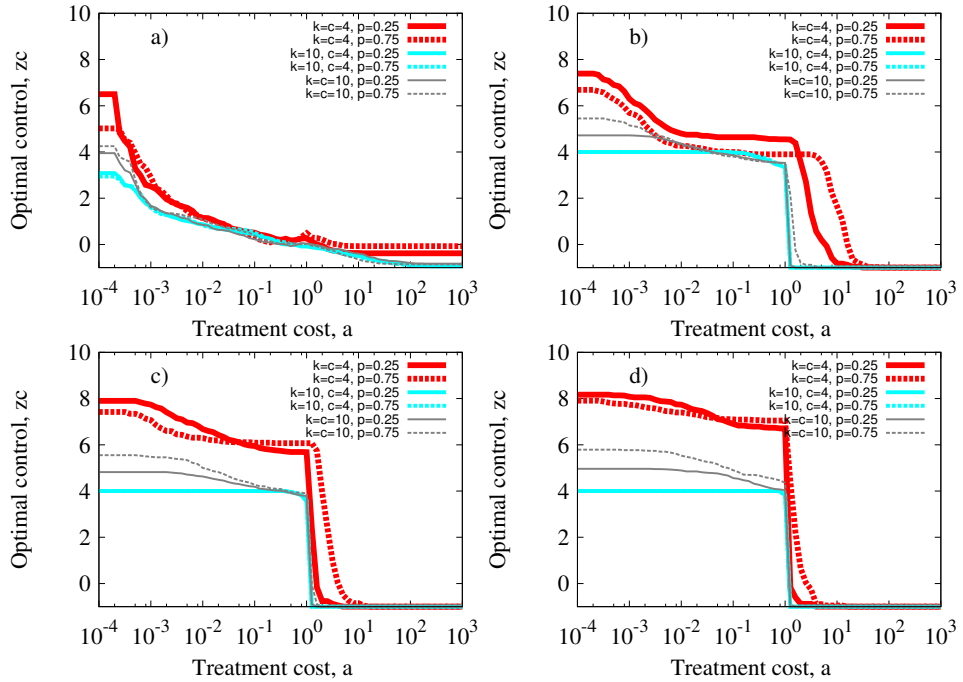 a)
Optimal control, zc
10
8
6
4
2
0
k=c=4, p=0.25
k=c=4, p=0.75
k=10, c=4, p=0.25
k=10, c=4, p=0.75
k=c=10, p=0.25
k=c=10, p=0.75
10^-4 10^-3 10^-2 10^-1 10^0 10^1 10^2 10^3
Treatment cost, a
b)
Optimal control, zc
10
8
6
4
2
0
k=c=4, p=0.25
k=c=4, p=0.75
k=10, c=4, p=0.25
k=10, c=4, p=0.75
k=c=10, p=0.25
k=c=10, p=0.75
10^-4 10^-3 10^-2 10^-1 10^0 10^1 10^2 10^3
Treatment cost, a
c)
Optimal control, zc
10
8
6
4
2
0
k=c=4, p=0.25
k=c=4, p=0.75
k=10, c=4, p=0.25
k=10, c=4, p=0.75
k=c=10, p=0.25
k=c=10, p=0.75
10^-4 10^-3 10^-2 10^-1 10^0 10^1 10^2 10^3
Treatment cost, a
d)
Optimal control, zc
10
8
6
4
2
0
k=c=4, p=0.25
k=c=4, p=0.75
k=10, c=4, p=0.25
k=10, c=4, p=0.75
k=c=10, p=0.25
k=c=10, p=0.75
10^-4 10^-3 10^-2 10^-1 10^0 10^1 10^2 10^3
Treatment cost, a